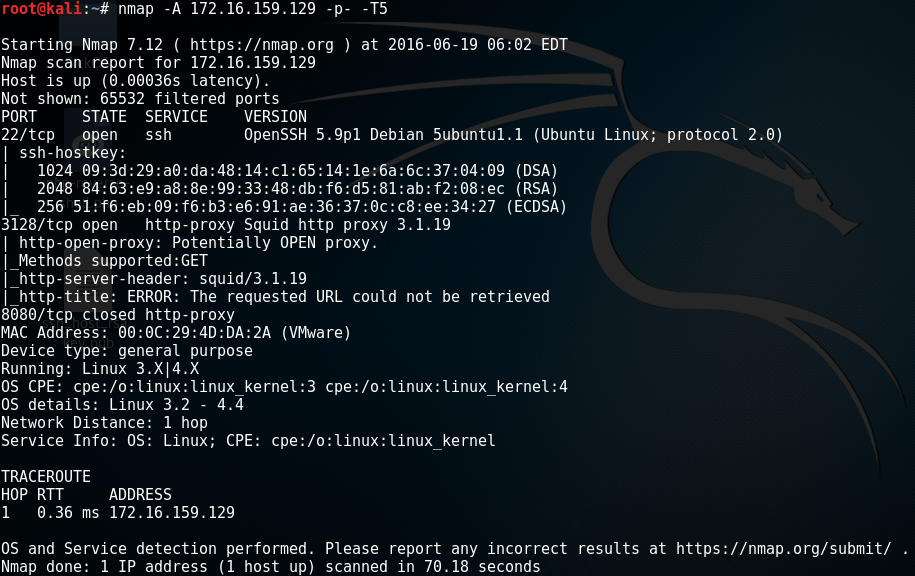 root@kali:~# nmap -A 172.16.159.129 -p- -T5
Starting Nmap 7.12 ( https://nmap.org ) at 2016-06-19 06:02 EDT
Nmap scan report for 172.16.159.129
Host is up (0.00036s latency).
Not shown: 65532 filtered ports
PORT     STATE  SERVICE    VERSION
22/tcp   open   ssh        OpenSSH 5.9p1 Debian 5ubuntu1.1 (Ubuntu Linux; protocol 2.0)
| ssh-hostkey:
|   1024 09:3d:29:a0:da:48:14:c1:65:14:1e:6a:6c:37:04:09 (DSA)
|   2048 84:63:e9:a8:8e:99:33:48:db:f6:d5:81:ab:f2:08:ec (RSA)
|_  256 51:f6:eb:09:f6:b3:e6:91:ae:36:37:0c:c8:ee:34:27 (ECDSA)
3128/tcp open   http-proxy Squid http proxy 3.1.19
| http-open-proxy: Potentially OPEN proxy.
|_Methods supported:GET
|_http-server-header: squid/3.1.19
|_http-title: ERROR: The requested URL could not be retrieved
8080/tcp closed http-proxy
MAC Address: 00:0C:29:4D:DA:2A (VMware)
Device type: general purpose
Running: Linux 3.X|4.X
OS CPE: cpe:/o:linux:linux_kernel:3 cpe:/o:linux:linux_kernel:4
OS details: Linux 3.2 - 4.4
Network Distance: 1 hop
Service Info: OS: Linux; CPE: cpe:/o:linux:linux_kernel
TRACEROUTE
HOP RTT     ADDRESS
1   0.36 ms 172.16.159.129
OS and Service detection performed. Please report any incorrect results at https://nmap.org/submit/ .
Nmap done: 1 IP address (1 host up) scanned in 70.18 seconds